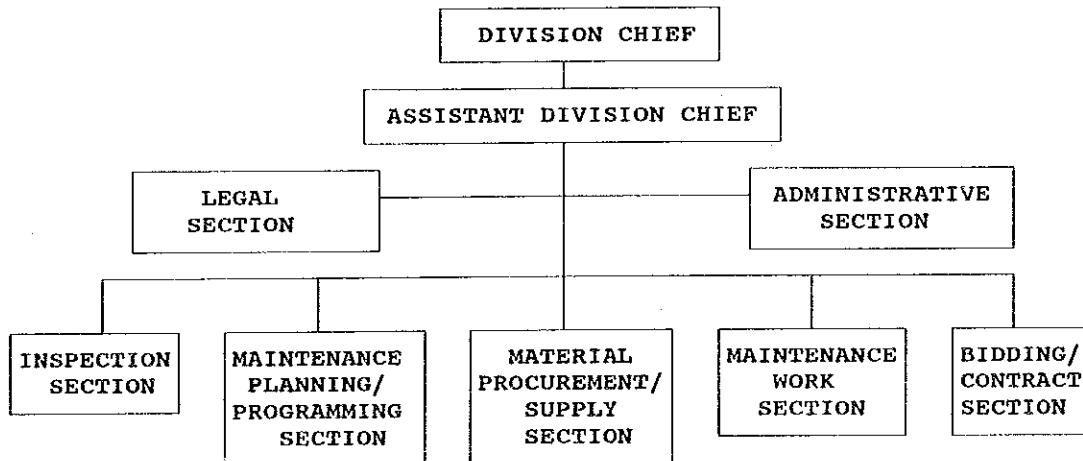 DIVISION CHIEF
ASSISTANT DIVISION CHIEF
LEGAL
SECTION
ADMINISTRATIVE
SECTION
INSPECTION
SECTION
MAINTENANCE
PLANNING/
PROGRAMMING
SECTION
MATERIAL
PROCUREMENT/
SUPPLY
SECTION
MAINTENANCE
WORK
SECTION
BIDDING/
CONTRACT
SECTION